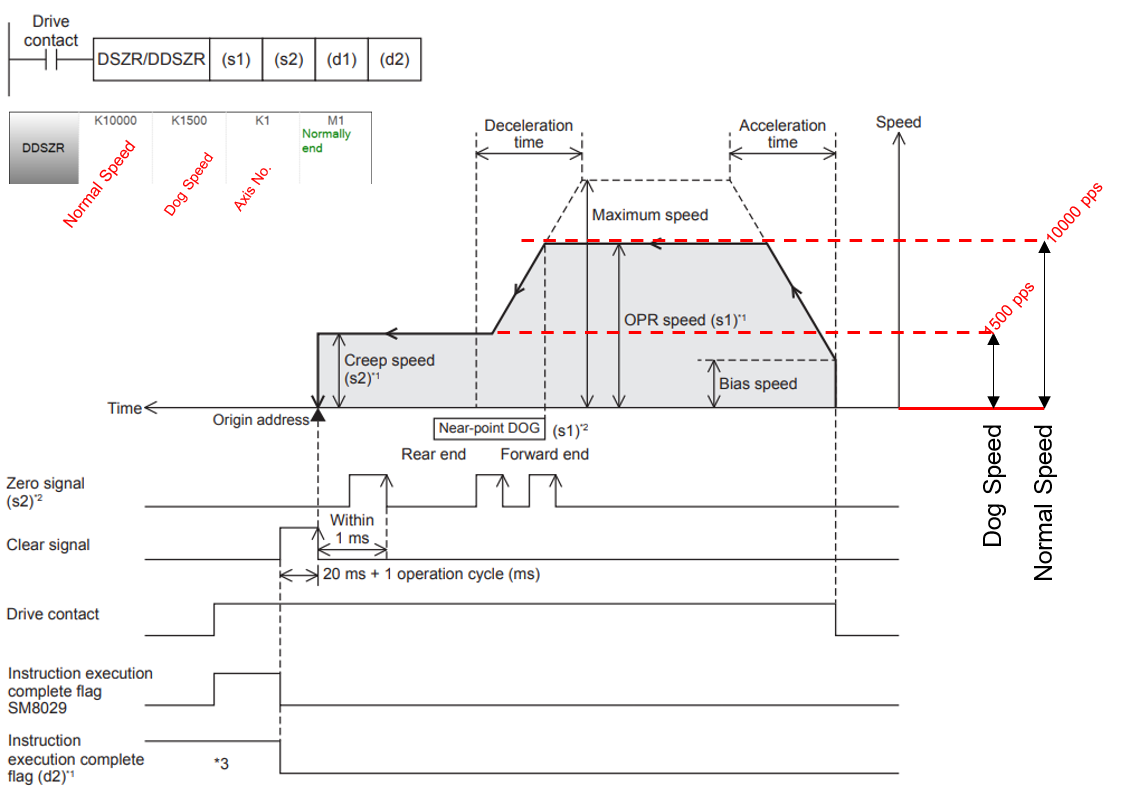 Drive
contact
DSZR/DDSZR (s1) (s2) (d1) (d2)
DDSZR K10000 K1500 K1 M1
Normally
end
Normal Speed
Dog Speed
Axis No.
Deceleration
time
Acceleration
time
Speed
Maximum speed
10000 pps
OPR speed (s1)*1
1500 pps
Creep speed
(s2)*1
Bias speed
Time
Origin address
Near-point DOG (s1)*2
Rear end Forward end
Dog Speed
Normal Speed
Zero signal
(s2)*2
Within
1 ms
Clear signal
20 ms + 1 operation cycle (ms)
Drive contact
Instruction execution
complete flag
SM8029
Instruction
execution complete
flag (d2)*1
*3